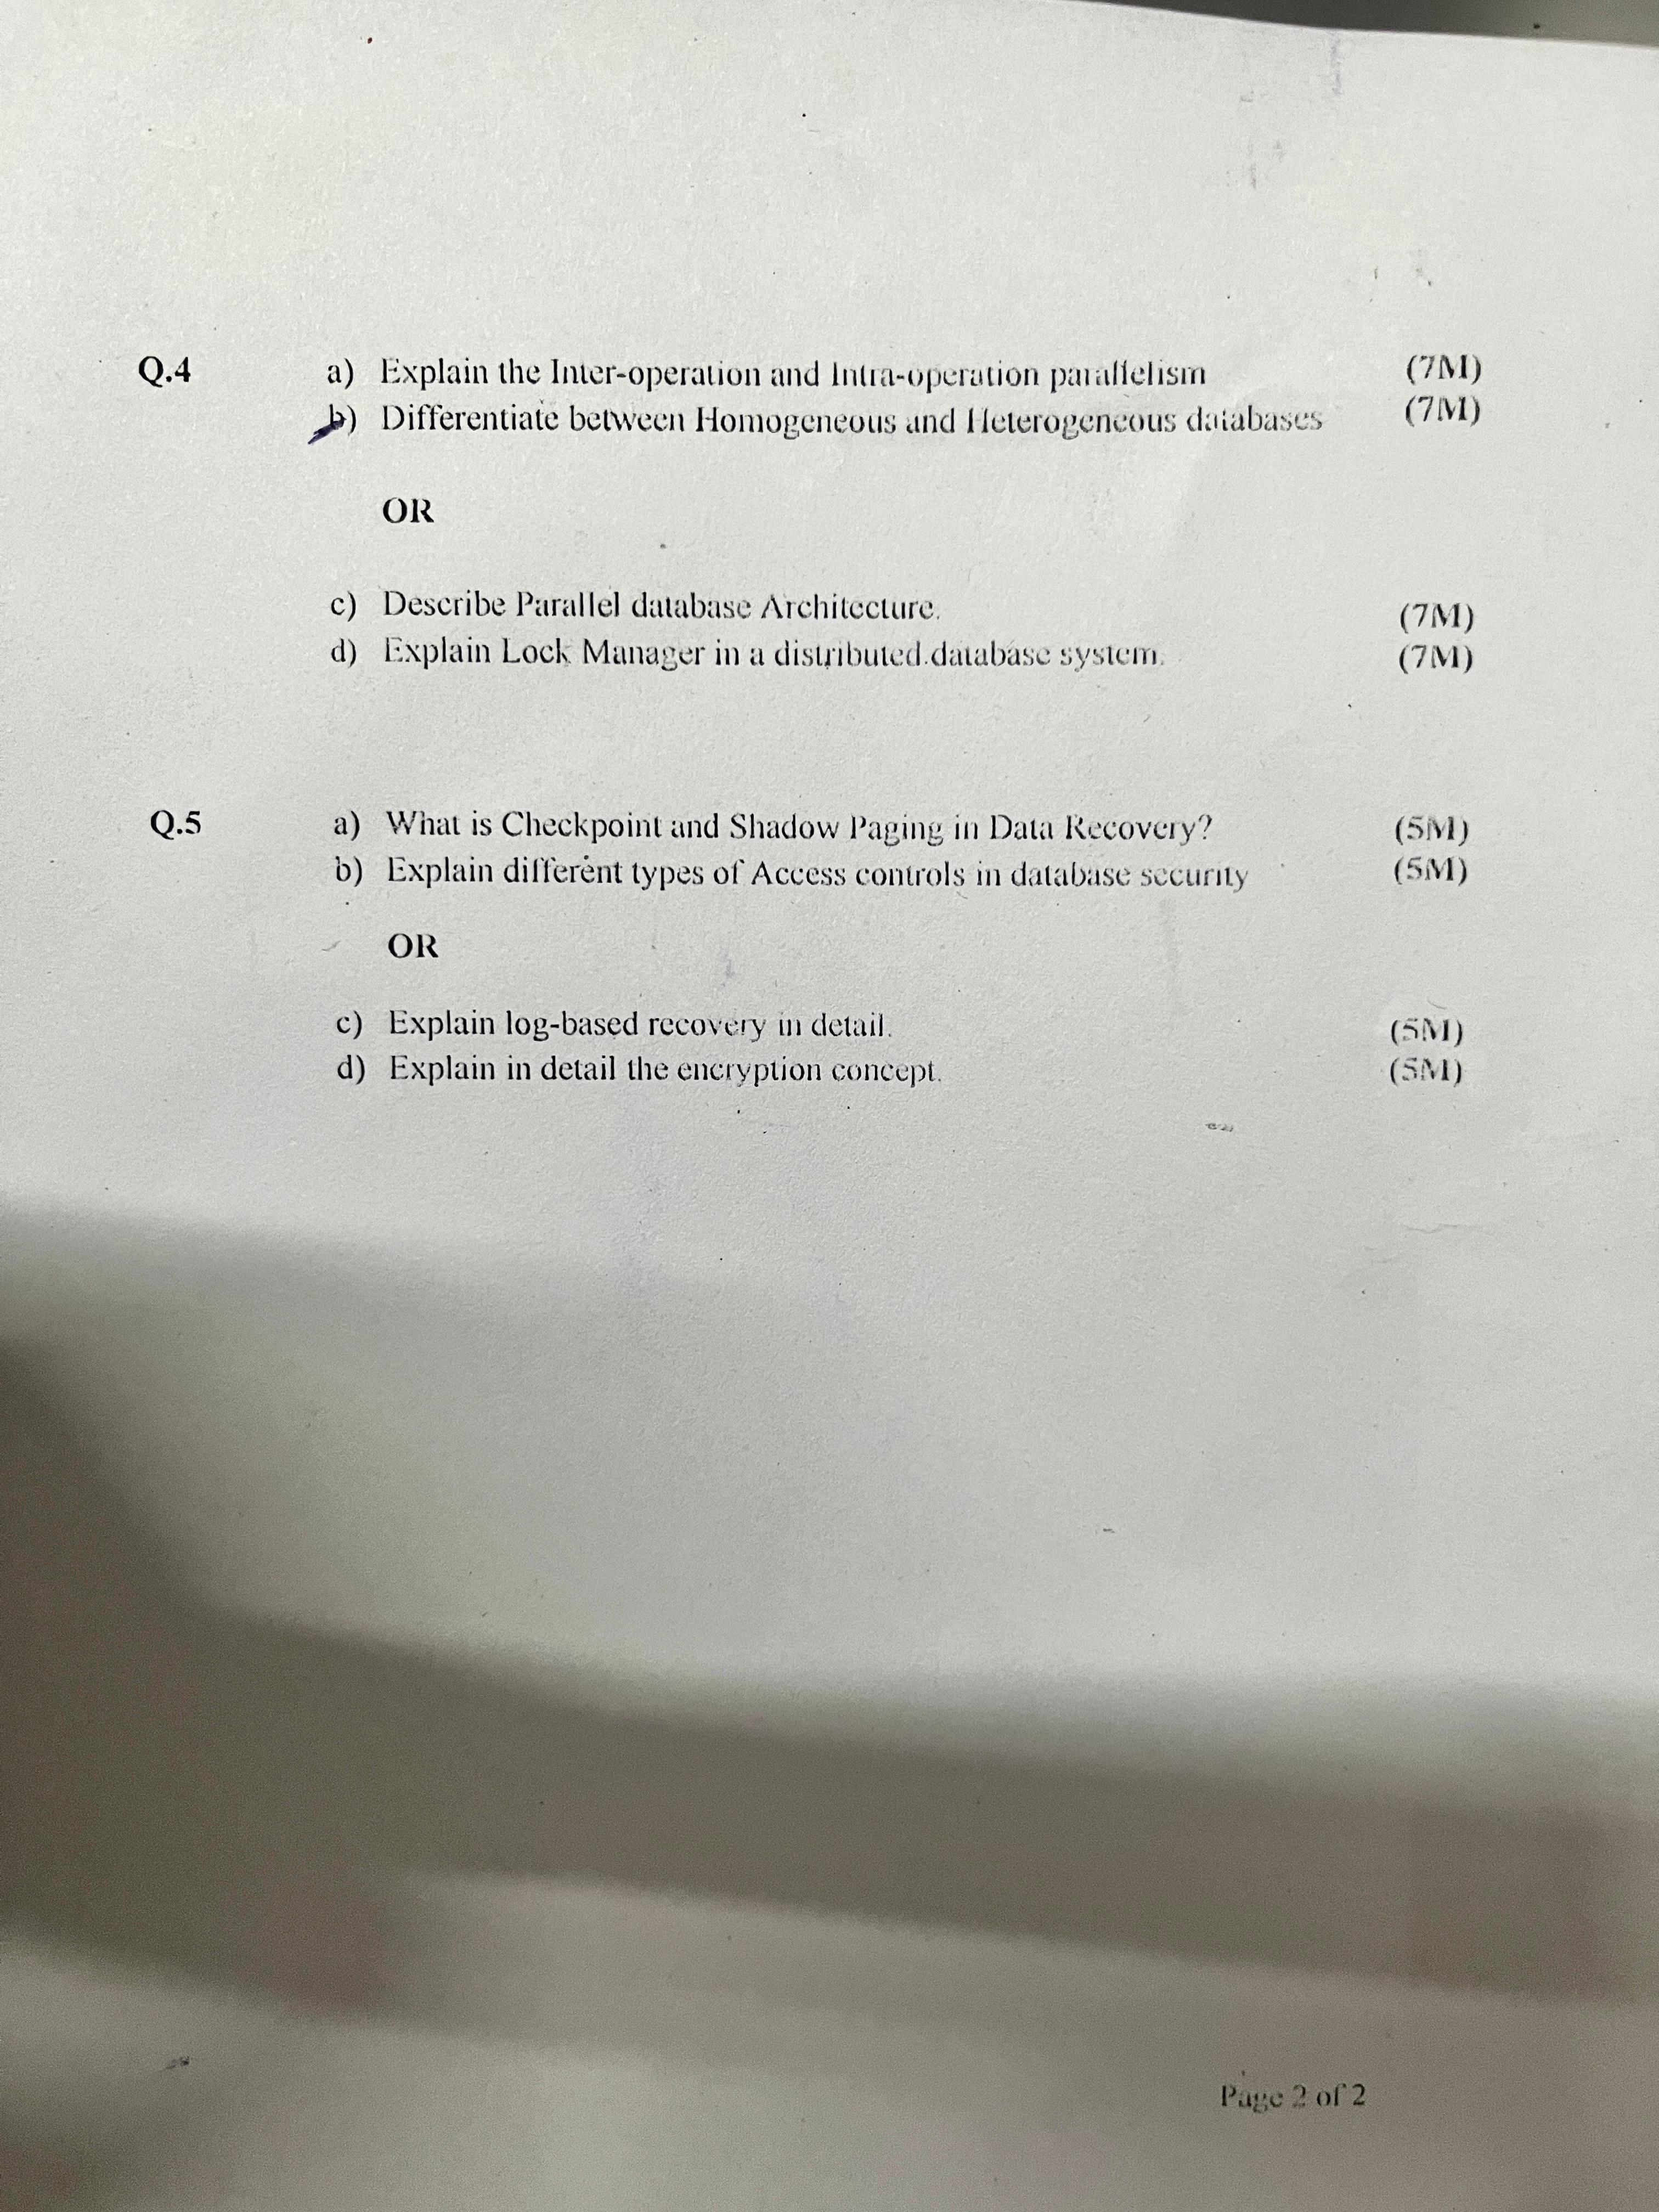 Q.4 a) Explain the Inter-operation and Intra-operation parallelism (7M)
b) Differentiate between Homogeneous and Heterogeneous databases (7M)
OR
c) Describe Parallel database Architecture. (7M)
d) Explain Lock Manager in a distributed database system. (7M)
Q.5 a) What is Checkpoint and Shadow Paging in Data Recovery? (5M)
b) Explain different types of Access controls in database security (5M)
OR
c) Explain log-based recovery in detail. (5M)
d) Explain in detail the encryption concept. (5M)
Page 2 of 2